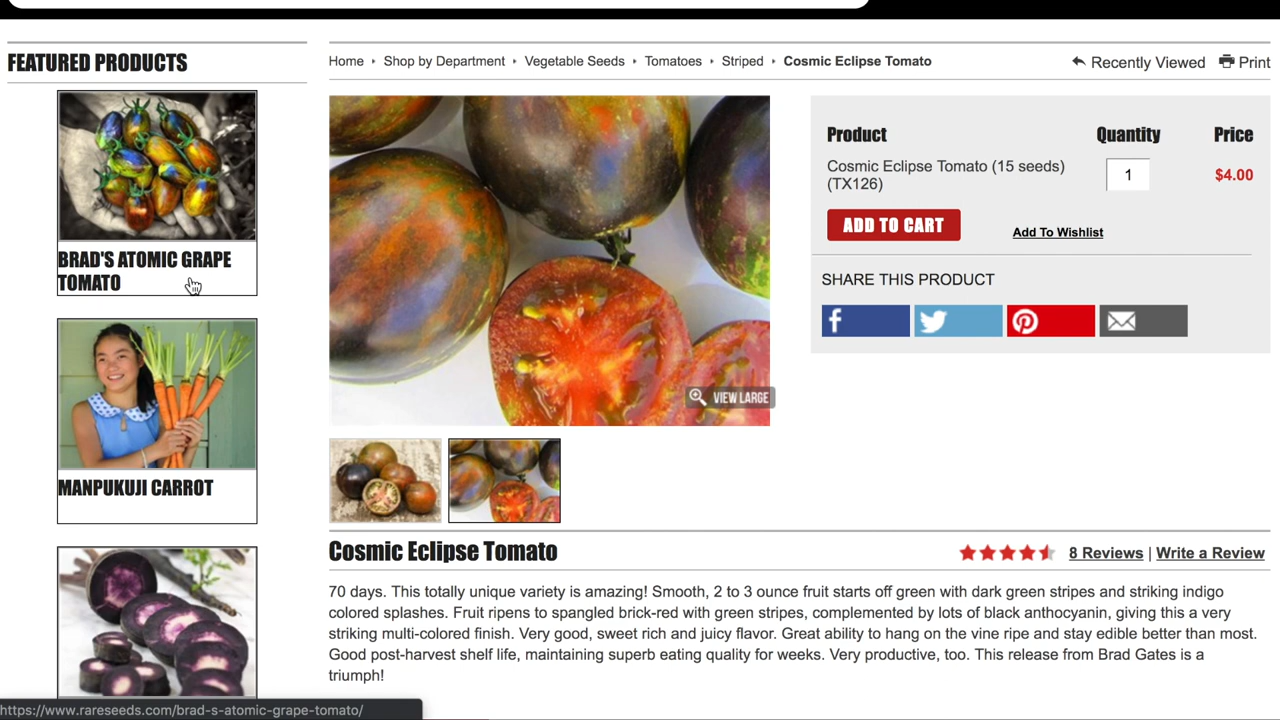 FEATURED PRODUCTS
BRAD'S ATOMIC GRAPE
TOMATO
MANPUKUJI CARROT
Home ‣ Shop by Department ‣ Vegetable Seeds ‣ Tomatoes ‣ Striped ‣ Cosmic Eclipse Tomato
Recently Viewed Print
Product Quantity Price
Cosmic Eclipse Tomato (15 seeds)
(TX126)
1
$4.00
ADD TO CART
Add To Wishlist
SHARE THIS PRODUCT
VIEW LARGE
Cosmic Eclipse Tomato
8 Reviews | Write a Review
70 days. This totally unique variety is amazing! Smooth, 2 to 3 ounce fruit starts off green with dark green stripes and striking indigo
colored splashes. Fruit ripens to spangled brick-red with green stripes, complemented by lots of black anthocyanin, giving this a very
striking multi-colored finish. Very good, sweet rich and juicy flavor. Great ability to hang on the vine ripe and stay edible better than most.
Good post-harvest shelf life, maintaining superb eating quality for weeks. Very productive, too. This release from Brad Gates is a
triumph!
https://www.rareseeds.com/brad-s-atomic-grape-tomato/